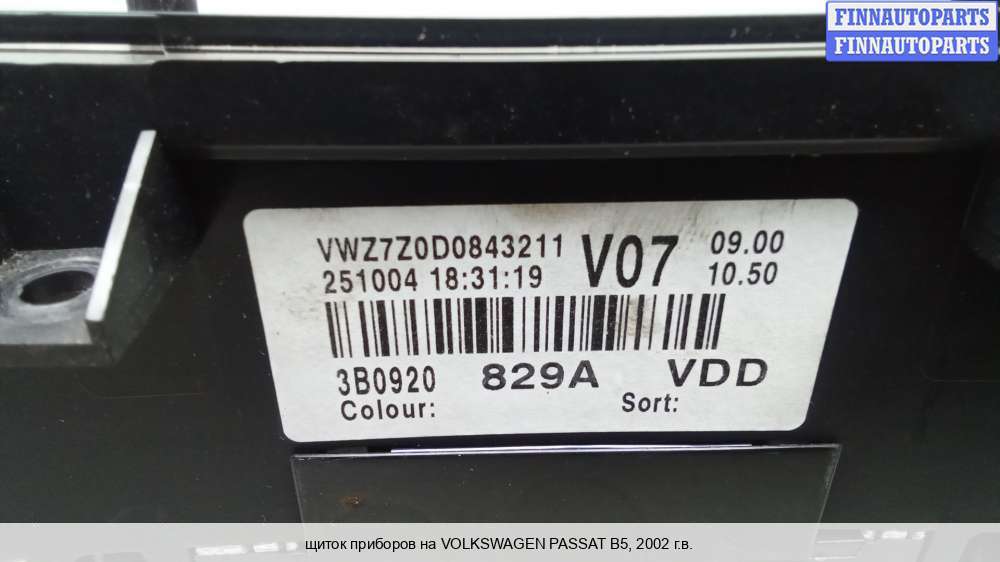 FINNAUTOPARTS
FINNAUTOPARTS
VWZ7Z0D0843211 V07 09.00
251004 18:31:19 10.50
3B0920 829A VDD
Colour: Sort:
щиток приборов на VOLKSWAGEN PASSAT B5, 2002 г.в.